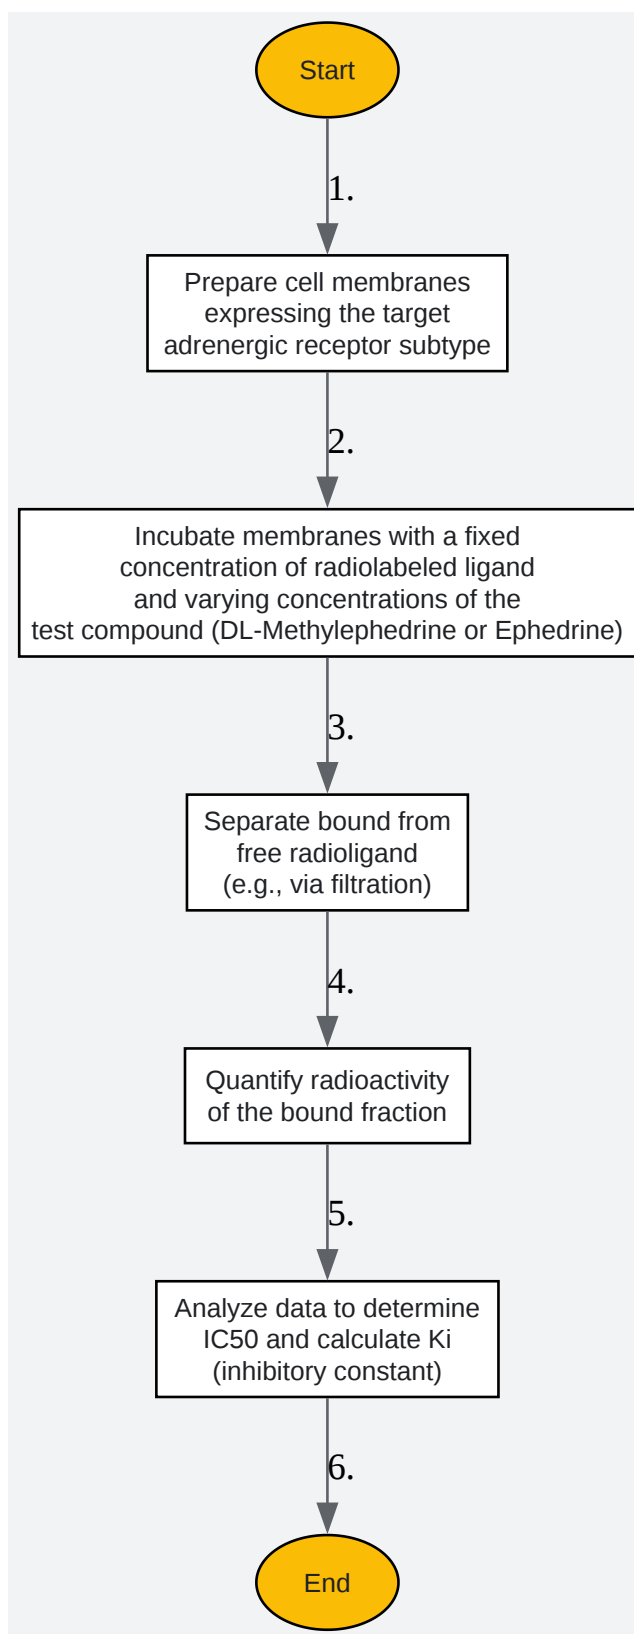 Start
1.
Prepare cell membranes
expressing the target
adrenergic receptor subtype
2.
Incubate membranes with a fixed
concentration of radiolabeled ligand
and varying concentrations of the
test compound (DL-Methylephedrine or Ephedrine)
3.
Separate bound from
free radioligand
(e.g., via filtration)
4.
Quantify radioactivity
of the bound fraction
5.
Analyze data to determine
IC50 and calculate Ki
(inhibitory constant)
6.
End